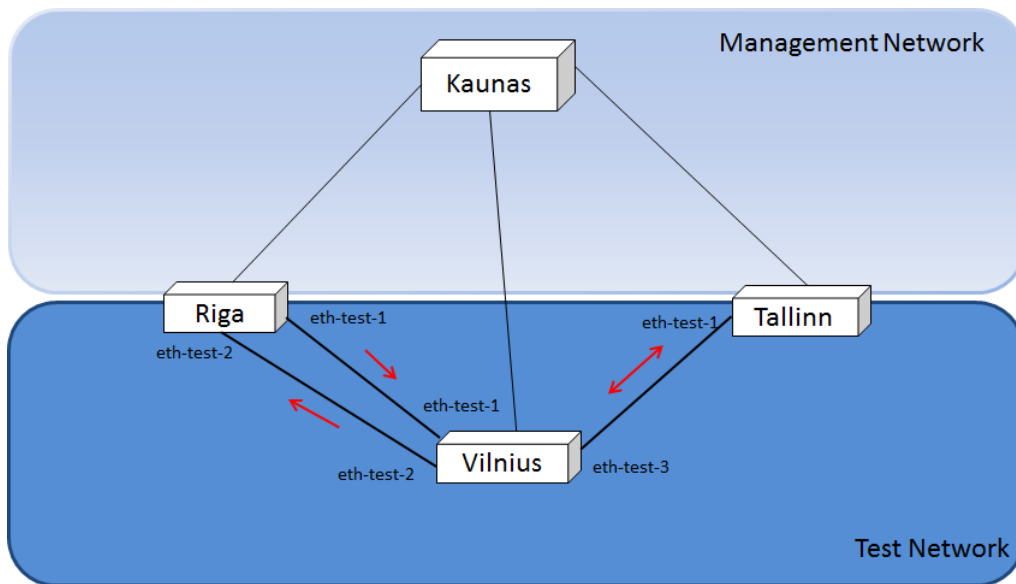 Management Network
Kaunas
Riga
eth-test-1
eth-test-1
Tallinn
eth-test-2
eth-test-1
Vilnius
eth-test-2
eth-test-3
Test Network